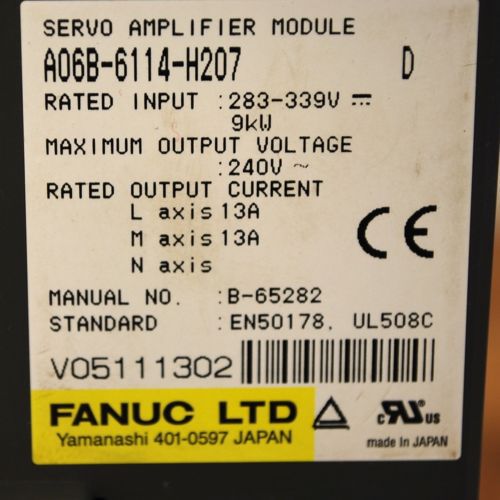 SERVO AMPLIFIER MODULE
A06B-6114-H207 D
RATED INPUT :283-339V ⎓
9kW
MAXIMUM OUTPUT VOLTAGE
:240V ~
RATED OUTPUT CURRENT
L axis 13A
M axis 13A
N axis
MANUAL NO. :B-65282
STANDARD :EN50178, UL508C
V05111302
FANUC LTD
Yamanashi 401-0597 JAPAN
CE
c RU us
made in JAPAN